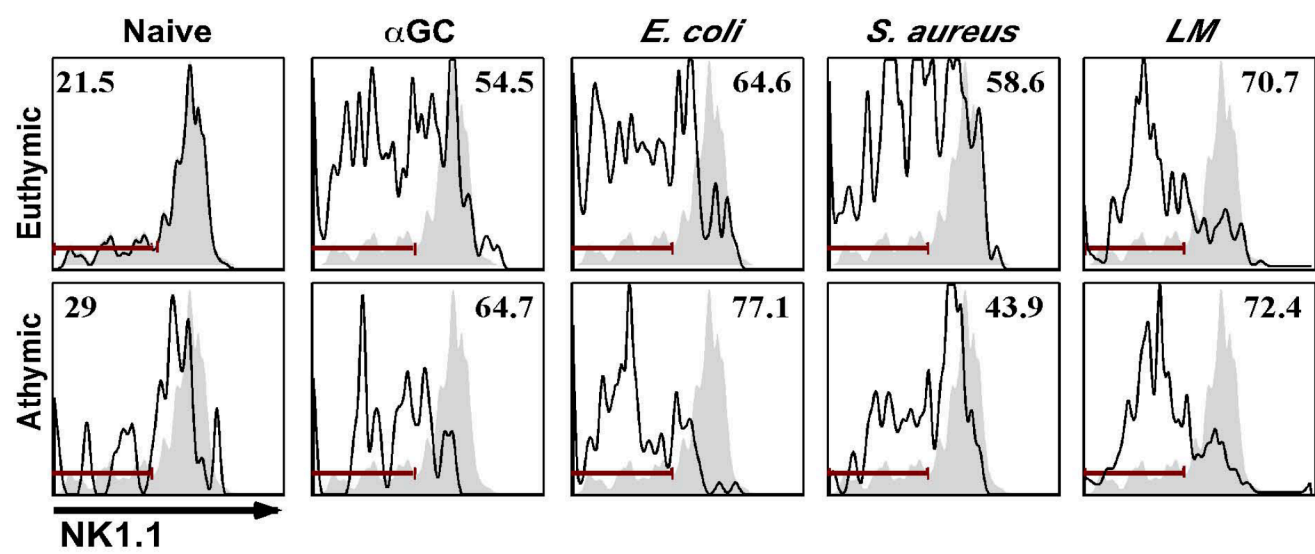 Naive αGC E. coli S. aureus LM
Euthymic 21.5 54.5 64.6 58.6 70.7
Athymic 29 64.7 77.1 43.9 72.4
NK1.1